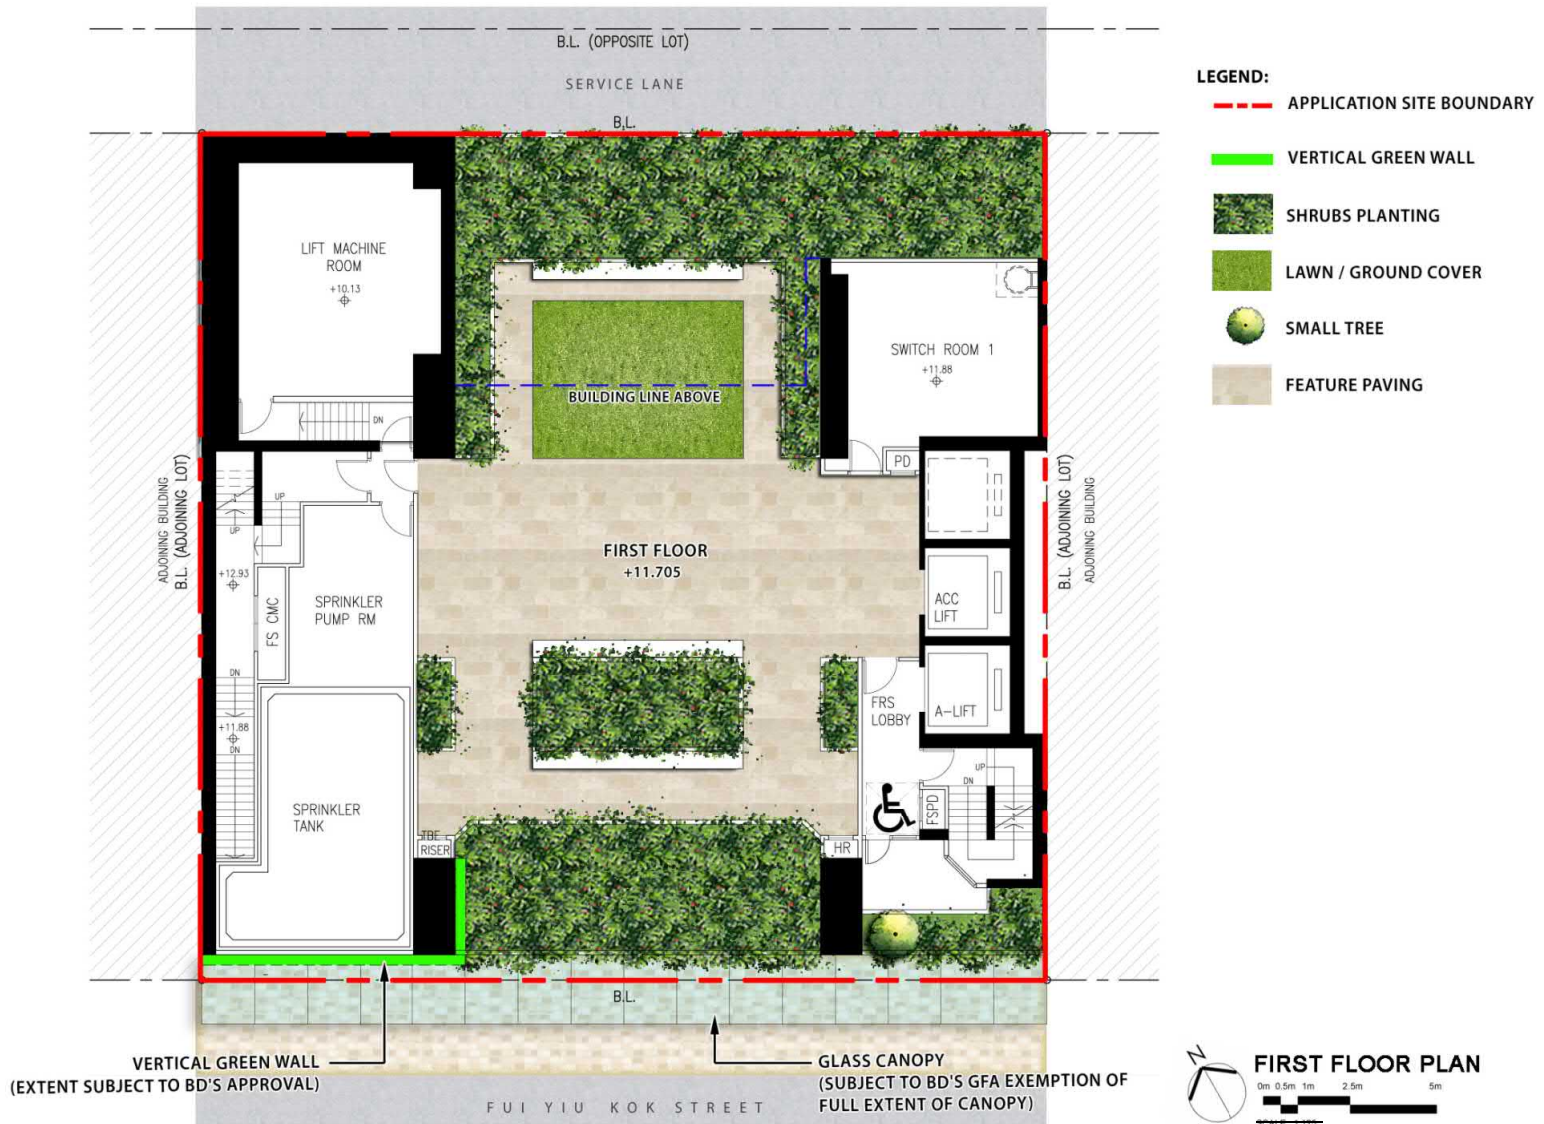 B.L. (OPPOSITE LOT)
SERVICE LANE
B.L.
LEGEND:
APPLICATION SITE BOUNDARY
VERTICAL GREEN WALL
SHRUBS PLANTING
LAWN / GROUND COVER
SMALL TREE
FEATURE PAVING
LIFT MACHINE
ROOM
+10.13
SWITCH ROOM 1
+11.88
BUILDING LINE ABOVE
DN
PD
UP
UP
ADJOINING BUILDING
B.L. (ADJOINING LOT)
B.L. (ADJOINING LOT)
ADJOINING BUILDING
FIRST FLOOR
+11.705
+12.93
FS CMC
SPRINKLER
PUMP RM
ACC
LIFT
DN
+11.88
DN
FRS
LOBBY
A-LIFT
UP
DN
SPRINKLER
TANK
FSPD
TBE
RISER
HR
B.L.
VERTICAL GREEN WALL
(EXTENT SUBJECT TO BD'S APPROVAL)
GLASS CANOPY
(SUBJECT TO BD'S GFA EXEMPTION OF
FULL EXTENT OF CANOPY)
FUI YIU KOK STREET
N
FIRST FLOOR PLAN
0m 0.5m 1m 2.5m 5m